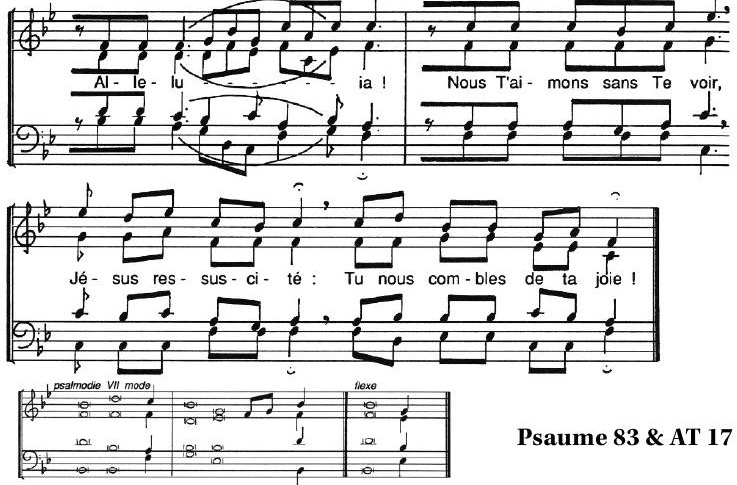 Al - le - lu - - - - - - - - - ia ! Nous T'ai - mons sans Te voir,
Jé - sus res - sus - ci - té : Tu nous com - bles de ta joie !
psalmodie VII mode flexe
Psaume 83 & AT 17